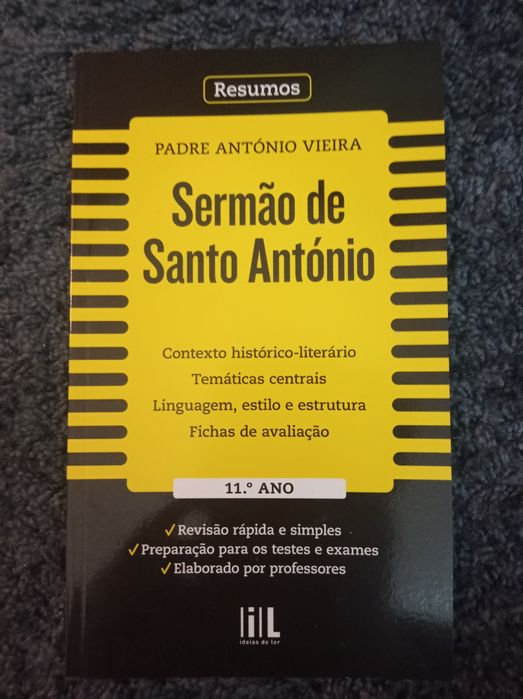 Resumos
PADRE ANTÓNIO VIEIRA
Sermão de
Santo António
Contexto histórico-literário
Temáticas centrais
Linguagem, estilo e estrutura
Fichas de avaliação
11.º ANO
✓Revisão rápida e simples
✓Preparação para os testes e exames
✓Elaborado por professores
iL
ideias de ler